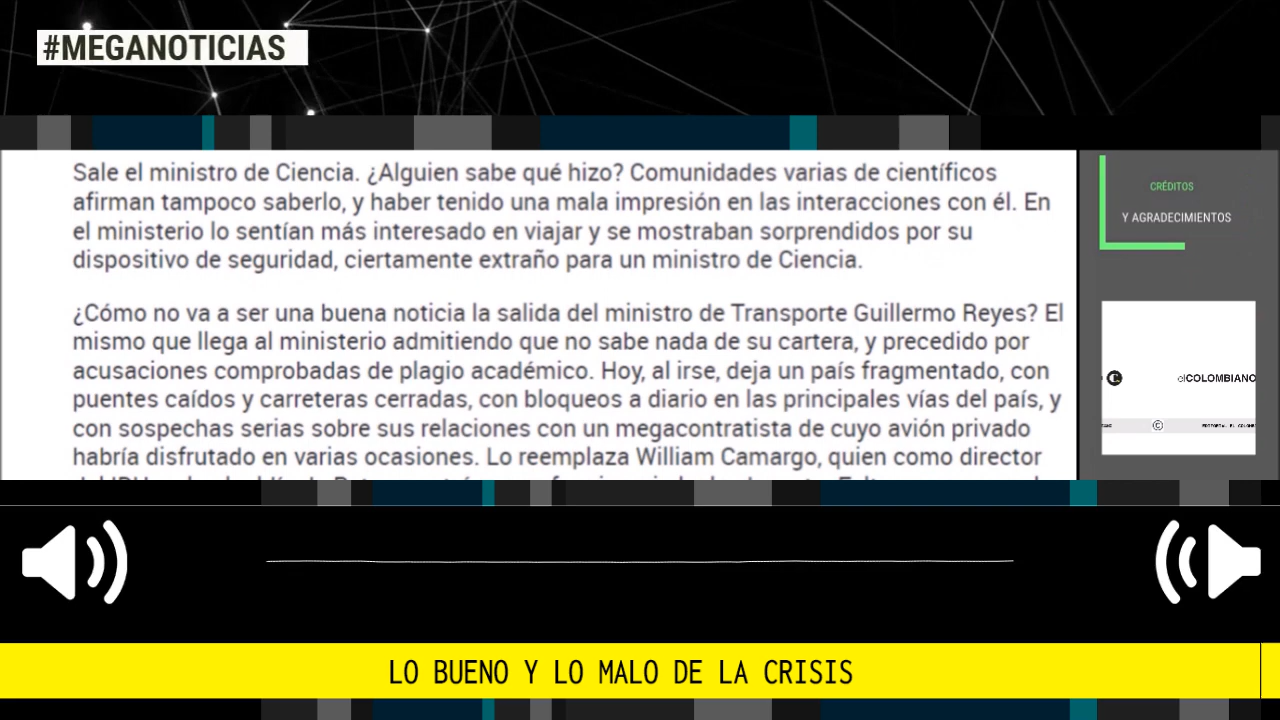 #MEGANOTICIAS
Sale el ministro de Ciencia. ¿Alguien sabe qué hizo? Comunidades varias de científicos
afirman tampoco saberlo, y haber tenido una mala impresión en las interacciones con él. En
el ministerio lo sentían más interesado en viajar y se mostraban sorprendidos por su
dispositivo de seguridad, ciertamente extraño para un ministro de Ciencia.
¿Cómo no va a ser una buena noticia la salida del ministro de Transporte Guillermo Reyes? El
mismo que llega al ministerio admitiendo que no sabe nada de su cartera, y precedido por
acusaciones comprobadas de plagio académico. Hoy, al irse, deja un país fragmentado, con
puentes caídos y carreteras cerradas, con bloqueos a diario en las principales vías del país, y
con sospechas serias sobre sus relaciones con un megacontratista de cuyo avión privado
habría disfrutado en varias ocasiones. Lo reemplaza William Camargo, quien como director
CRÉDITOS
Y AGRADECIMIENTOS
elCOLOMBIANO
LO BUENO Y LO MALO DE LA CRISIS